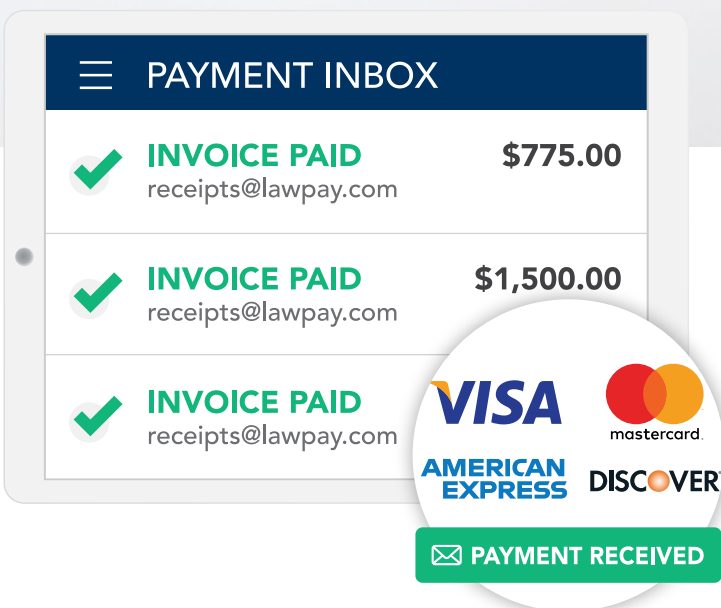 PAYMENT INBOX
INVOICE PAID $775.00
receipts@lawpay.com
INVOICE PAID $1,500.00
receipts@lawpay.com
INVOICE PAID
receipts@lawpay.com
VISA
mastercard.
AMERICAN
EXPRESS
DISCOVER
PAYMENT RECEIVED